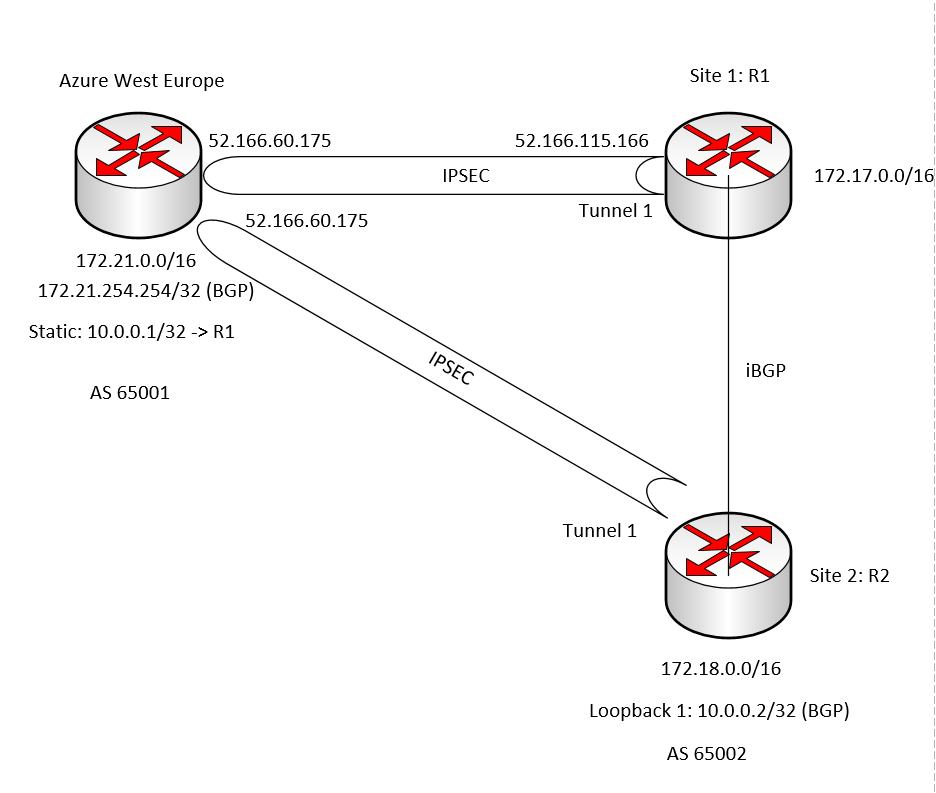 Azure West Europe
Site 1: R1
52.166.60.175
52.166.115.166
IPSEC
172.17.0.0/16
Tunnel 1
52.166.60.175
172.21.0.0/16
172.21.254.254/32 (BGP)
Static: 10.0.0.1/32 -> R1
IPSEC
iBGP
AS 65001
Tunnel 1
Site 2: R2
172.18.0.0/16
Loopback 1: 10.0.0.2/32 (BGP)
AS 65002